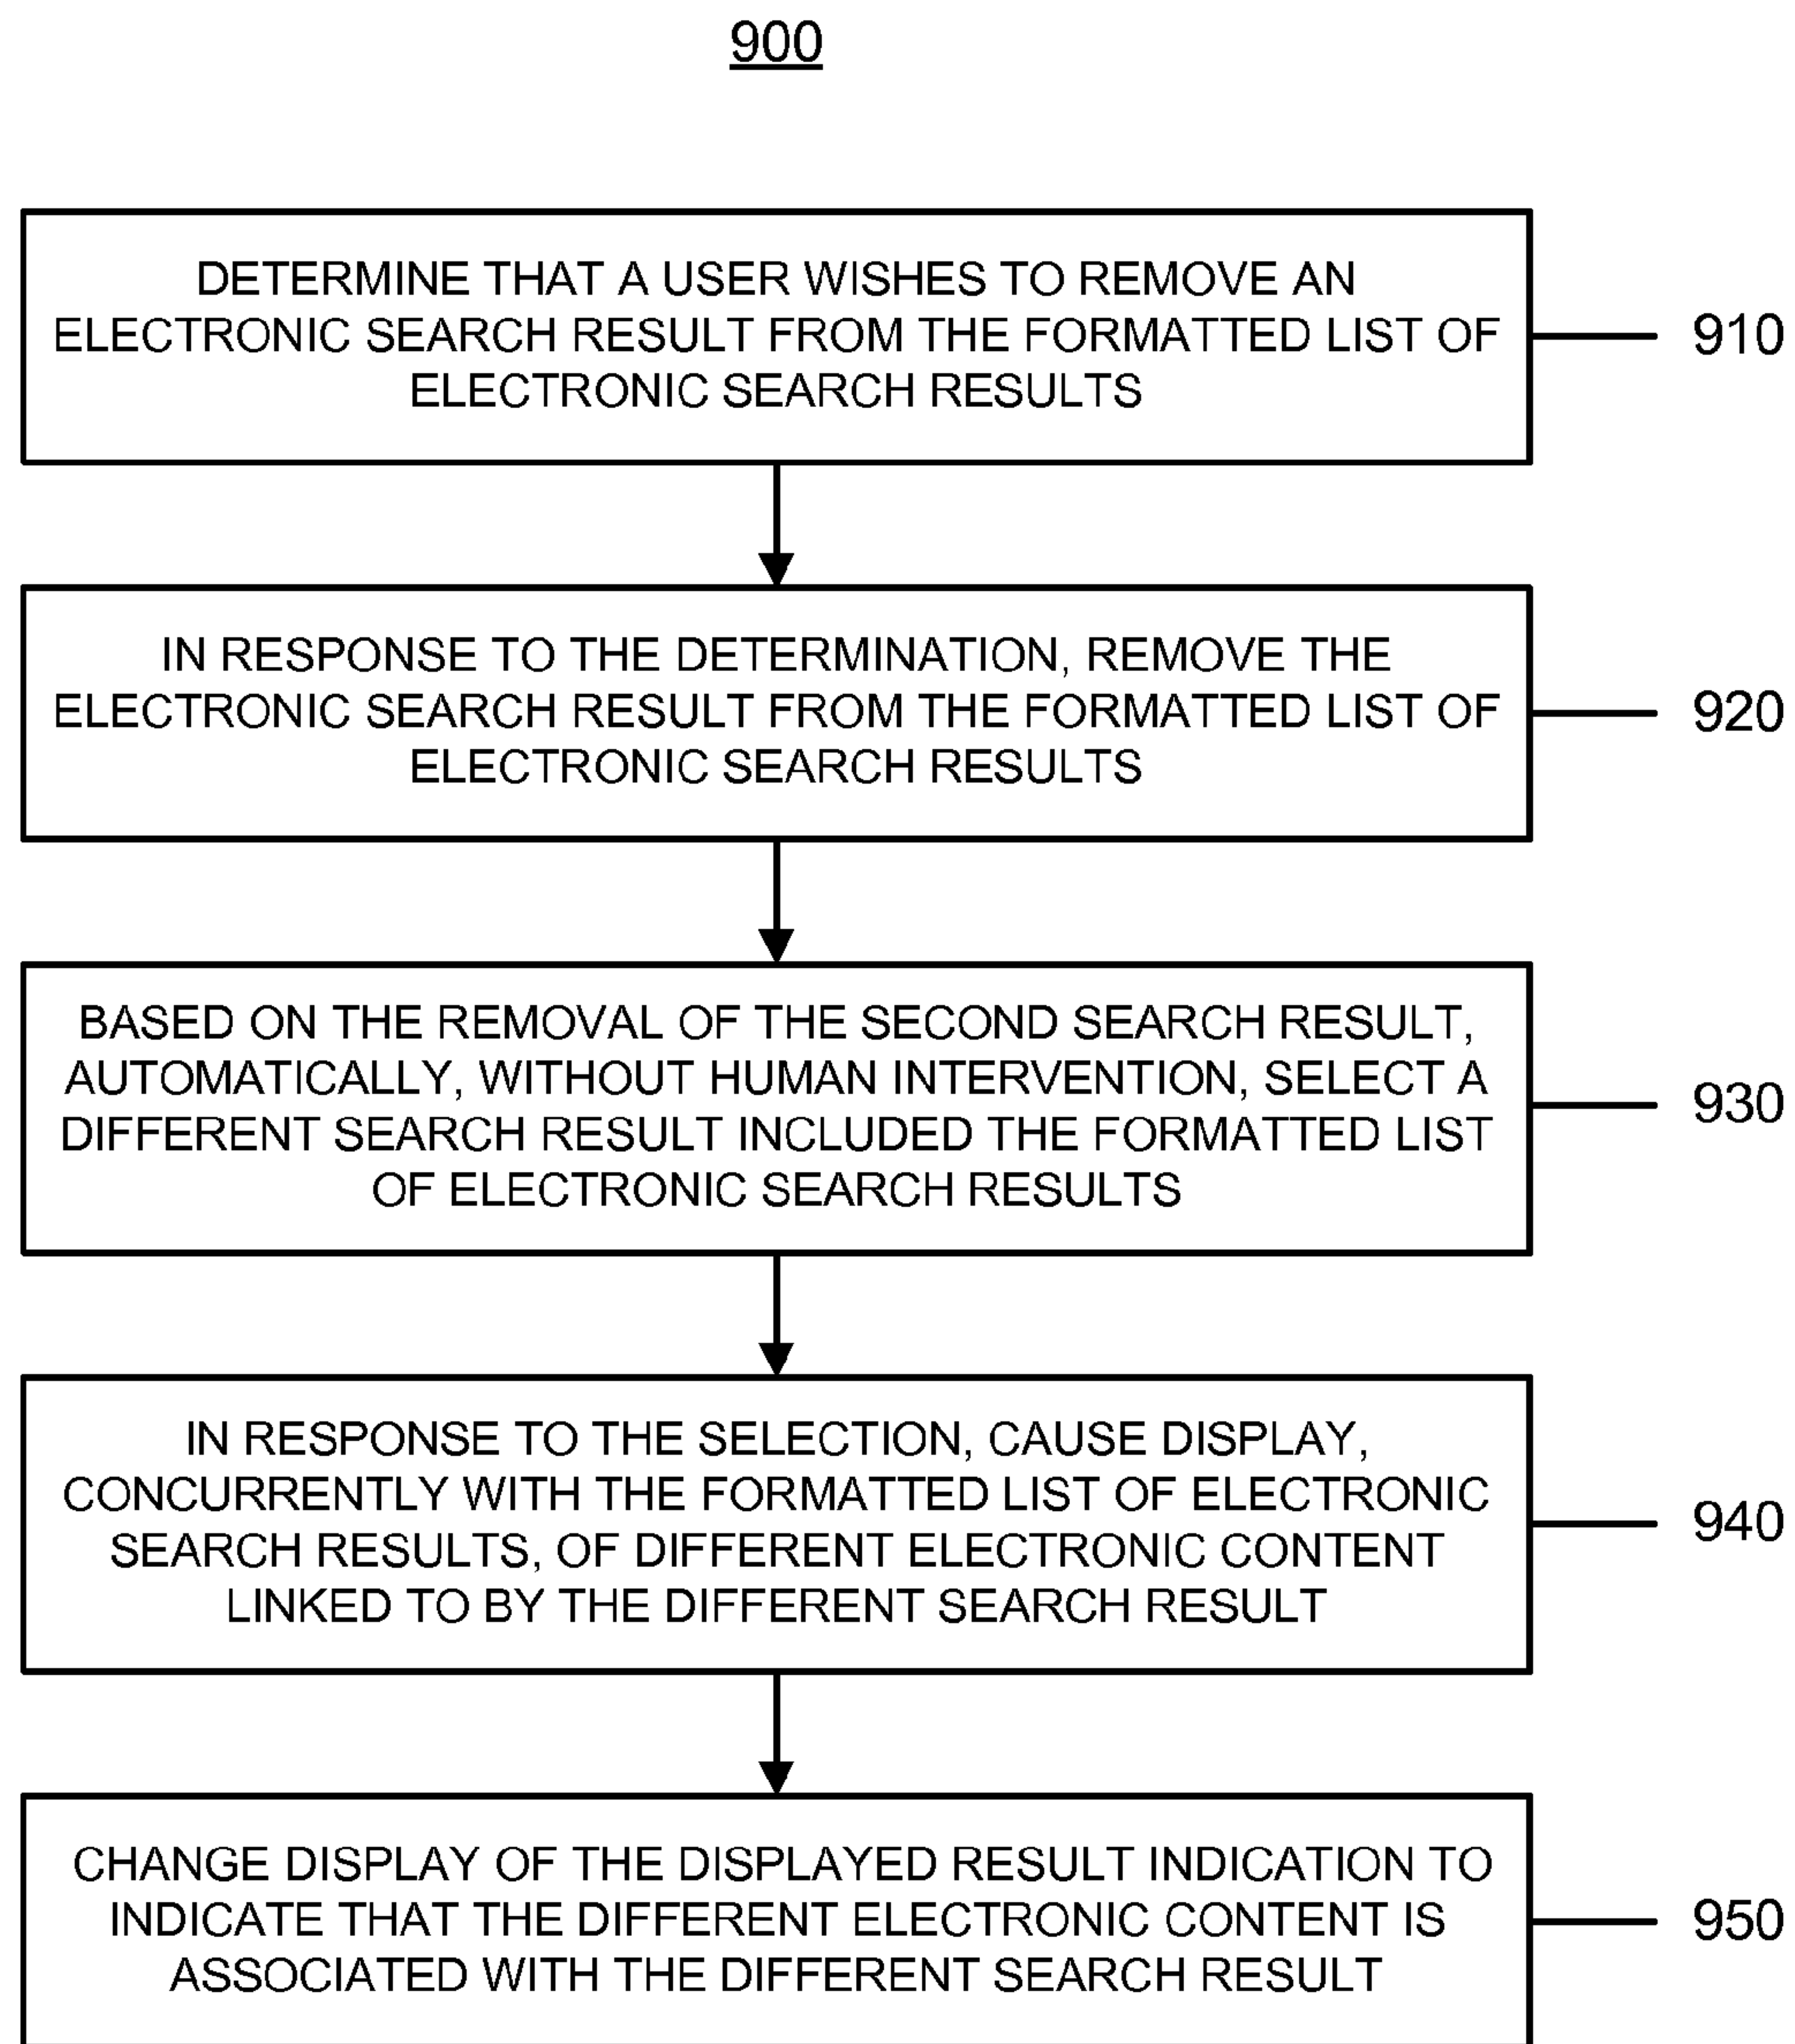 900
DETERMINE THAT A USER WISHES TO REMOVE AN
ELECTRONIC SEARCH RESULT FROM THE FORMATTED LIST OF
ELECTRONIC SEARCH RESULTS
910
IN RESPONSE TO THE DETERMINATION, REMOVE THE
ELECTRONIC SEARCH RESULT FROM THE FORMATTED LIST OF
ELECTRONIC SEARCH RESULTS
920
BASED ON THE REMOVAL OF THE SECOND SEARCH RESULT,
AUTOMATICALLY, WITHOUT HUMAN INTERVENTION, SELECT A
DIFFERENT SEARCH RESULT INCLUDED THE FORMATTED LIST
OF ELECTRONIC SEARCH RESULTS
930
IN RESPONSE TO THE SELECTION, CAUSE DISPLAY,
CONCURRENTLY WITH THE FORMATTED LIST OF ELECTRONIC
SEARCH RESULTS, OF DIFFERENT ELECTRONIC CONTENT
LINKED TO BY THE DIFFERENT SEARCH RESULT
940
CHANGE DISPLAY OF THE DISPLAYED RESULT INDICATION TO
INDICATE THAT THE DIFFERENT ELECTRONIC CONTENT IS
ASSOCIATED WITH THE DIFFERENT SEARCH RESULT
950